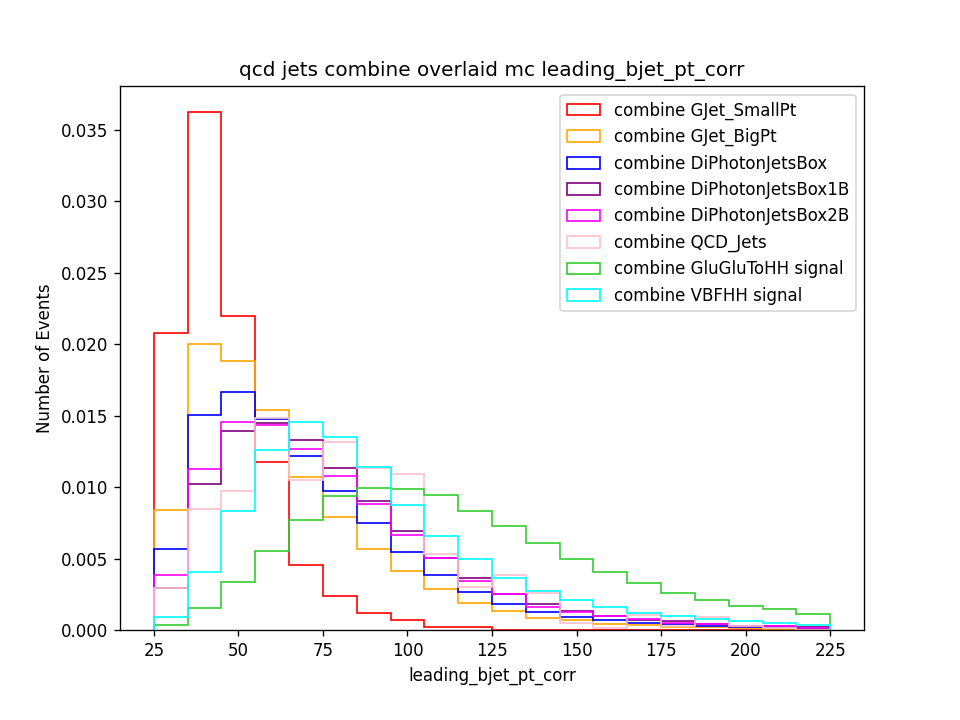 qcd jets combine overlaid mc leading_bjet_pt_corr
combine GJet_SmallPt
combine GJet_BigPt
combine DiPhotonJetsBox
combine DiPhotonJetsBox1B
combine DiPhotonJetsBox2B
combine QCD_Jets
combine GluGluToHH signal
combine VBFHH signal
Number of Events
0.035
0.030
0.025
0.020
0.015
0.010
0.005
0.000
25 50 75 100 125 150 175 200 225
leading_bjet_pt_corr